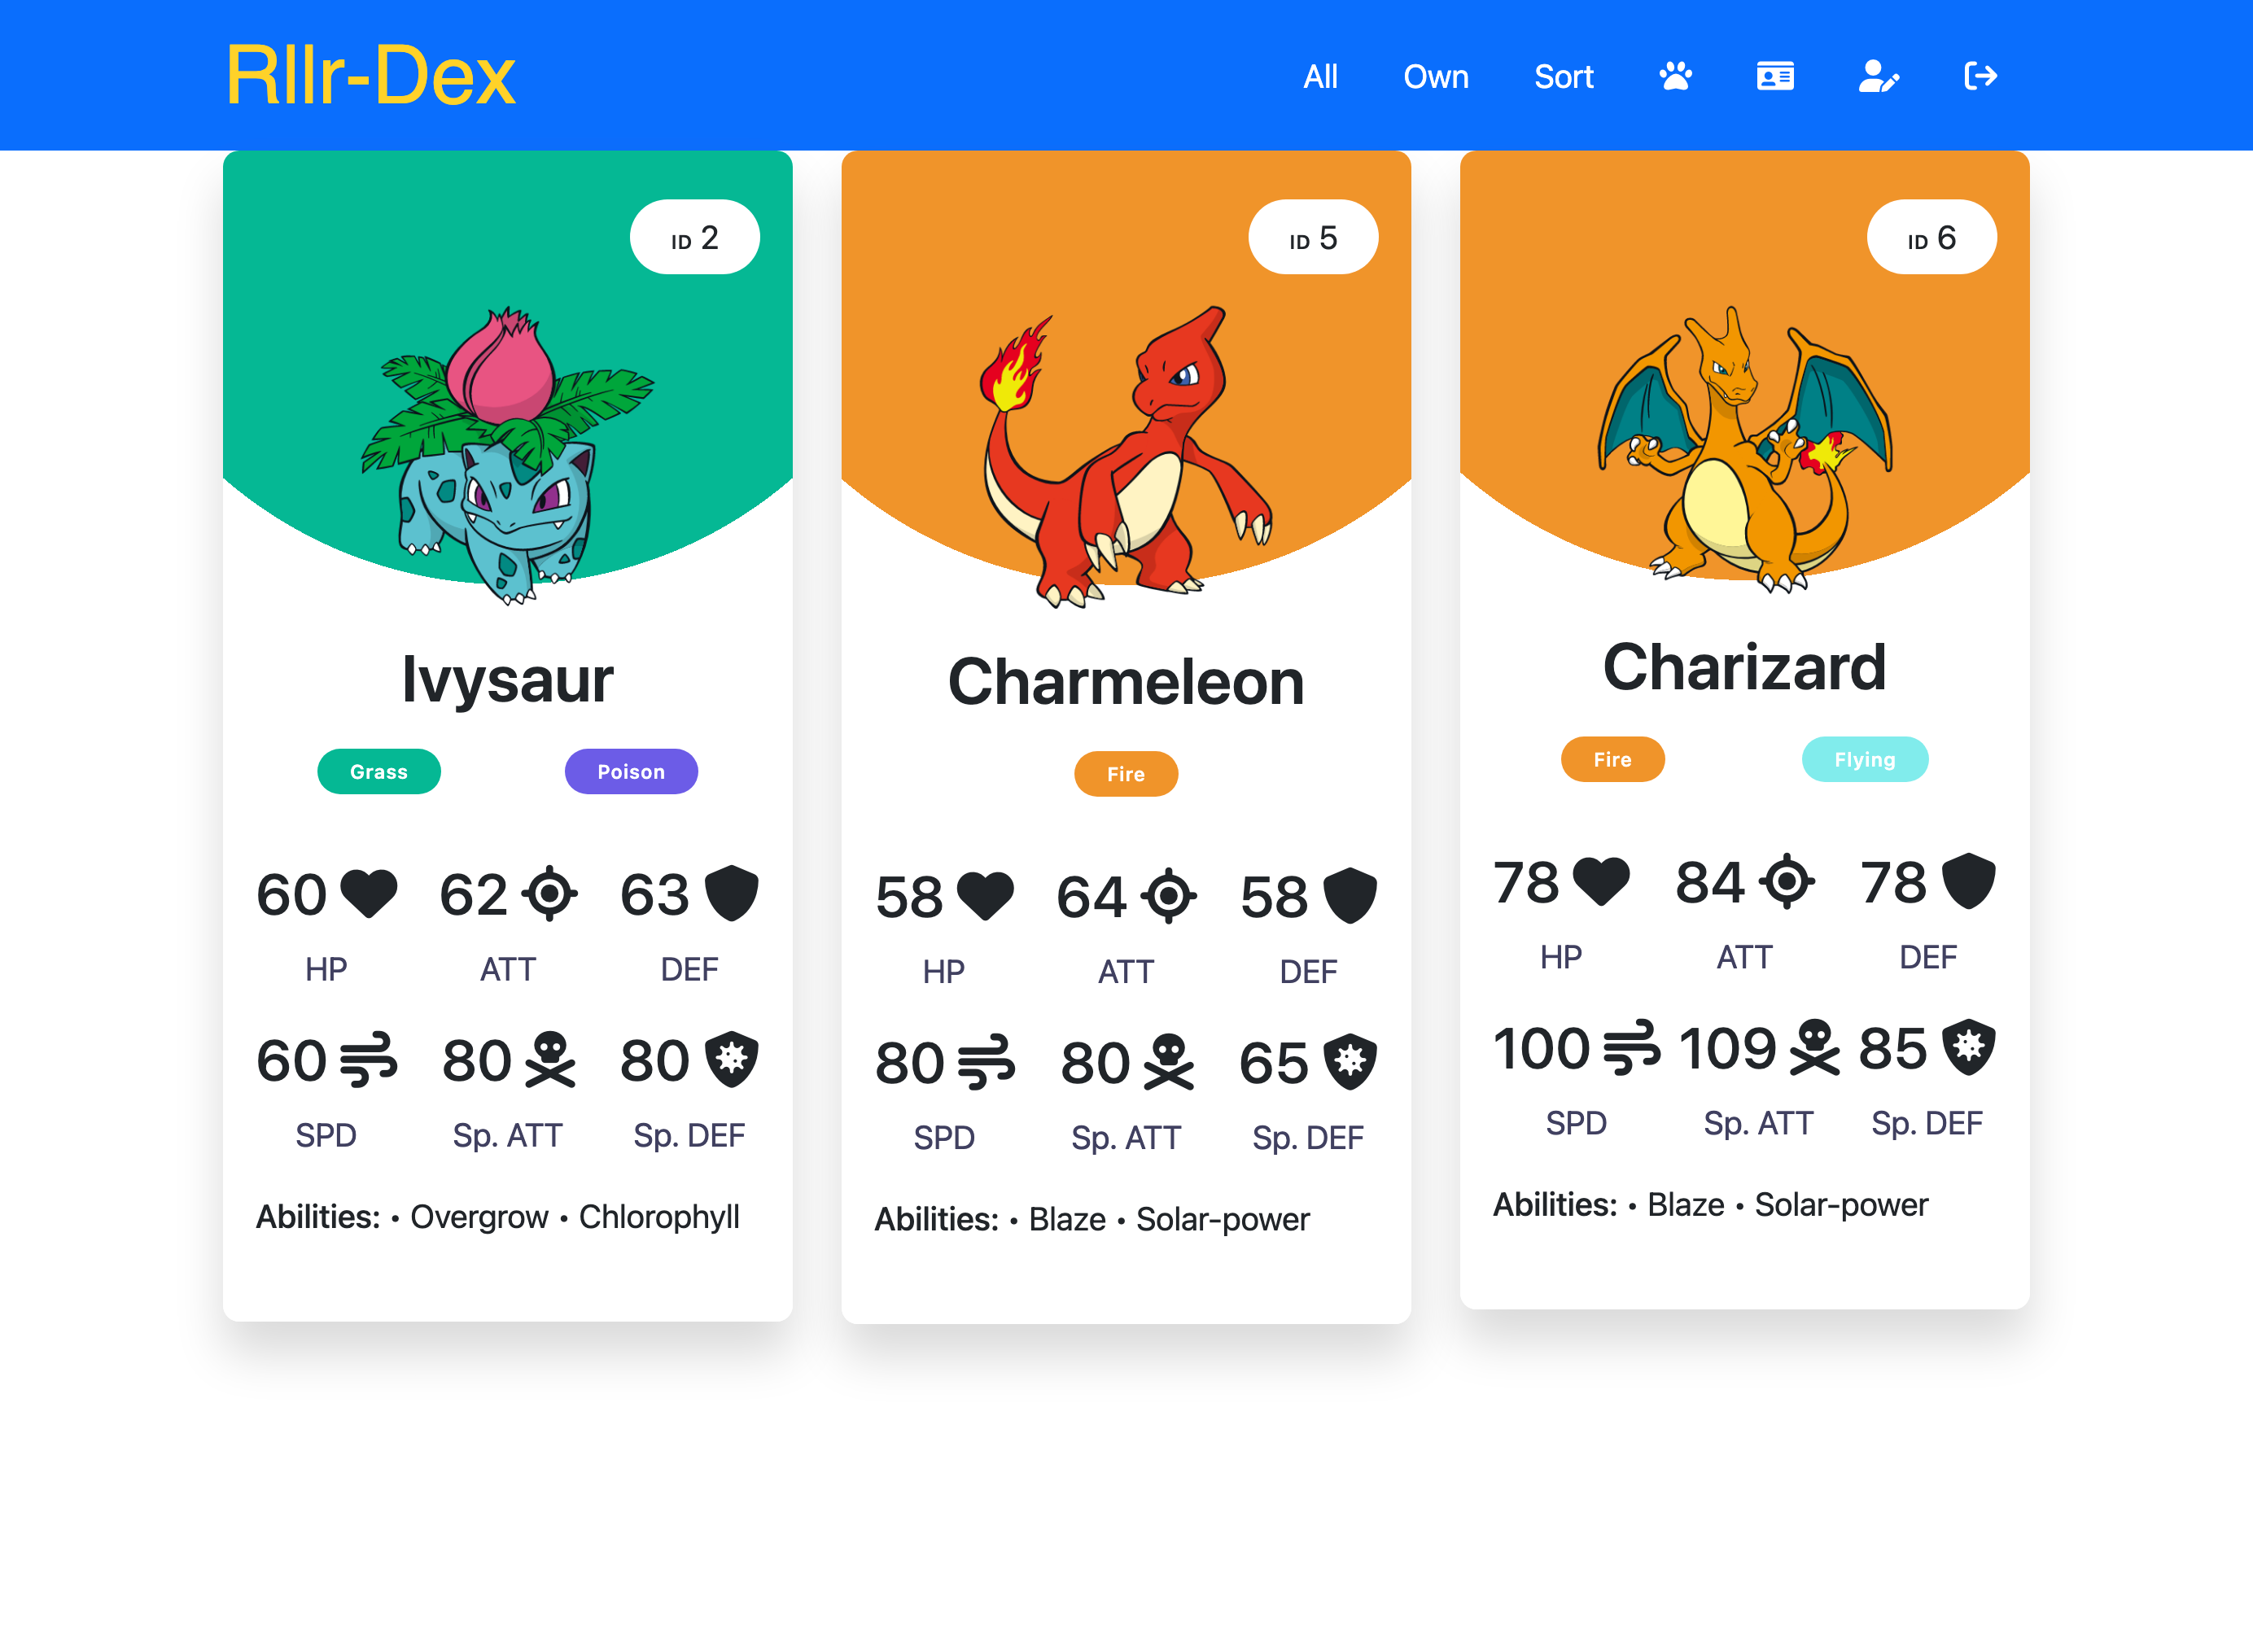 Rllr-Dex
All Own Sort
ID 2
Ivysaur
Grass Poison
60 62 63
HP ATT DEF
60 80 80
SPD Sp. ATT Sp. DEF
Abilities: • Overgrow • Chlorophyll
ID 5
Charmeleon
Fire
58 64 58
HP ATT DEF
80 80 65
SPD Sp. ATT Sp. DEF
Abilities: • Blaze • Solar-power
ID 6
Charizard
Fire Flying
78 84 78
HP ATT DEF
100 109 85
SPD Sp. ATT Sp. DEF
Abilities: • Blaze • Solar-power